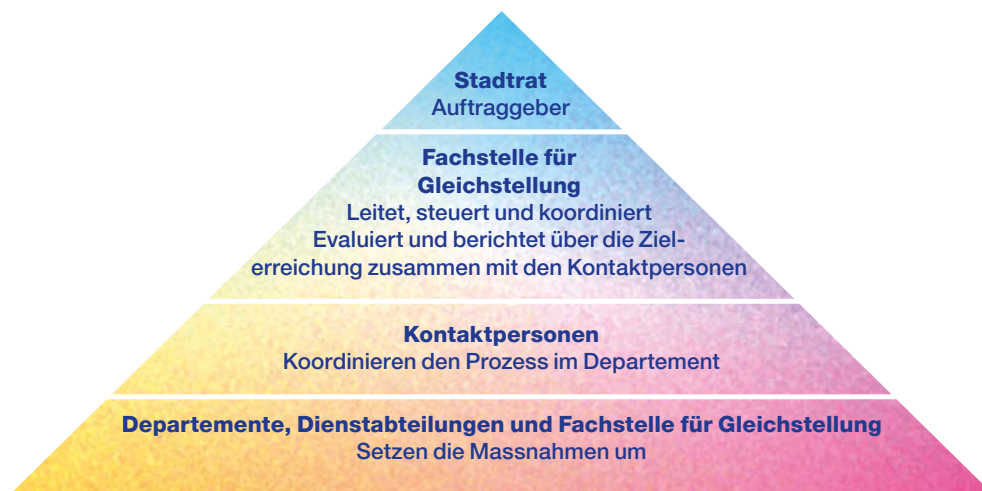 Stadtrat
Auftraggeber
Fachstelle für
Gleichstellung
Leitet, steuert und koordiniert
Evaluiert und berichtet über die Ziel-
erreichung zusammen mit den Kontaktpersonen
Kontaktpersonen
Koordinieren den Prozess im Departement
Departemente, Dienstabteilungen und Fachstelle für Gleichstellung
Setzen die Massnahmen um